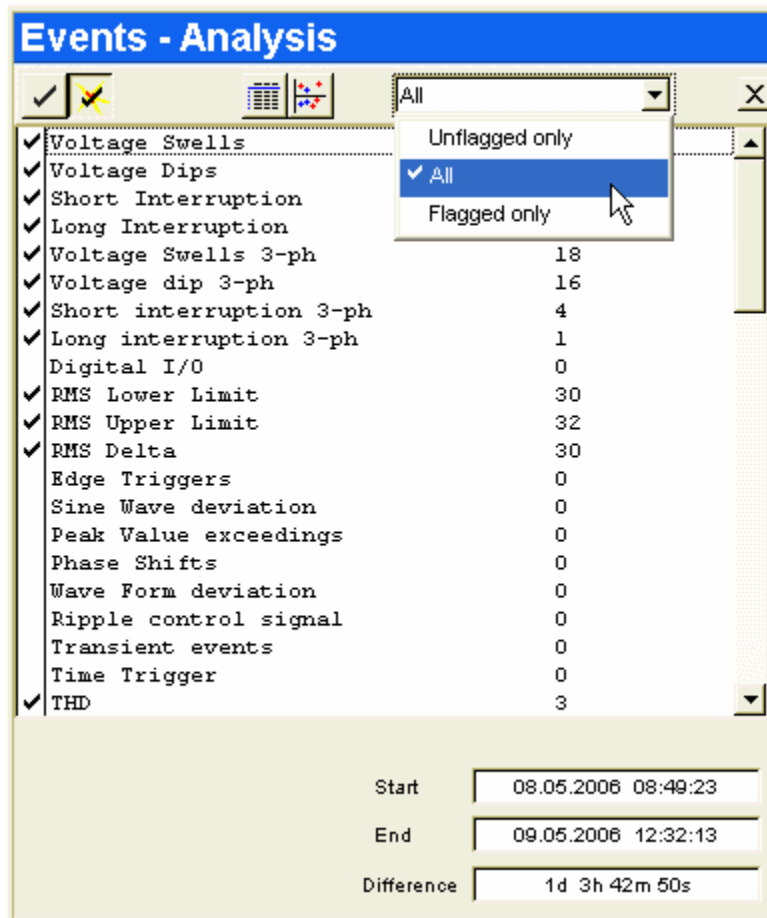 Events - Analysis
All
X
Unflagged only
All
Flagged only
Voltage Swells
Voltage Dips
Short Interruption
Long Interruption
Voltage Swells 3-ph 18
Voltage dip 3-ph 16
Short interruption 3-ph 4
Long interruption 3-ph 1
Digital I/O 0
RMS Lower Limit 30
RMS Upper Limit 32
RMS Delta 30
Edge Triggers 0
Sine Wave deviation 0
Peak Value exceedings 0
Phase Shifts 0
Wave Form deviation 0
Ripple control signal 0
Transient events 0
Time Trigger 0
THD 3
Start 08.05.2006 08:49:23
End 09.05.2006 12:32:13
Difference 1d 3h 42m 50s